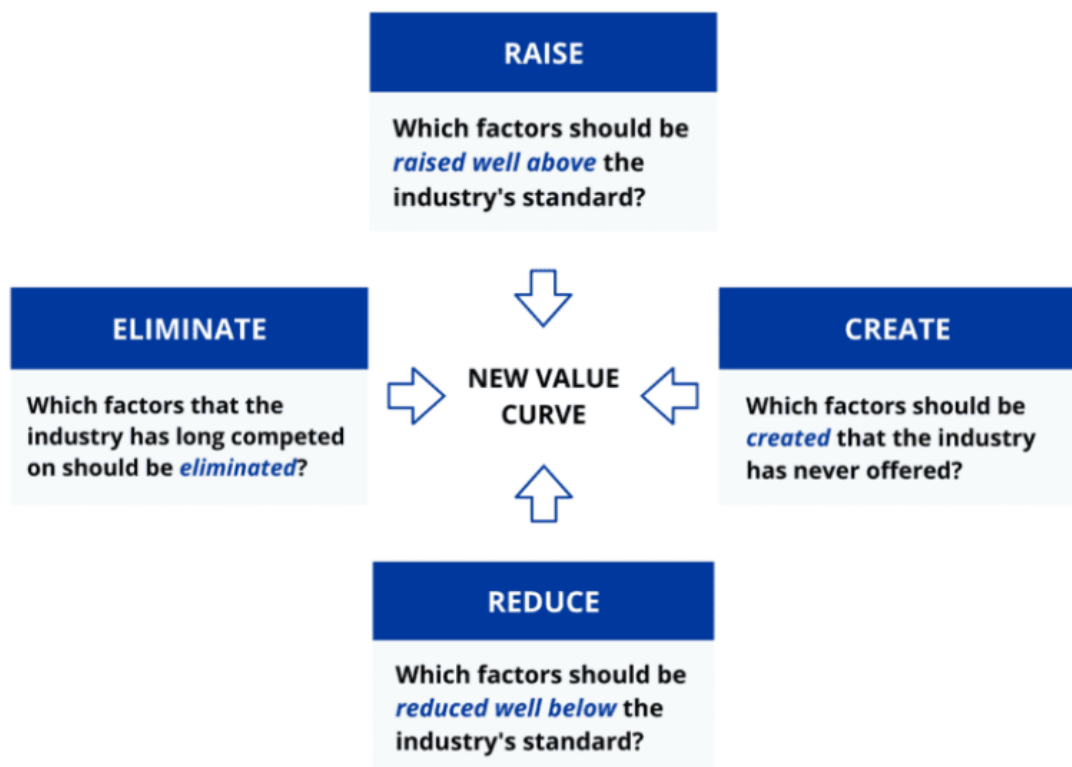 RAISE
Which factors should be
raised well above the
industry's standard?
ELIMINATE
Which factors that the
industry has long competed
on should be eliminated?
NEW VALUE
CURVE
CREATE
Which factors should be
created that the industry
has never offered?
REDUCE
Which factors should be
reduced well below the
industry's standard?